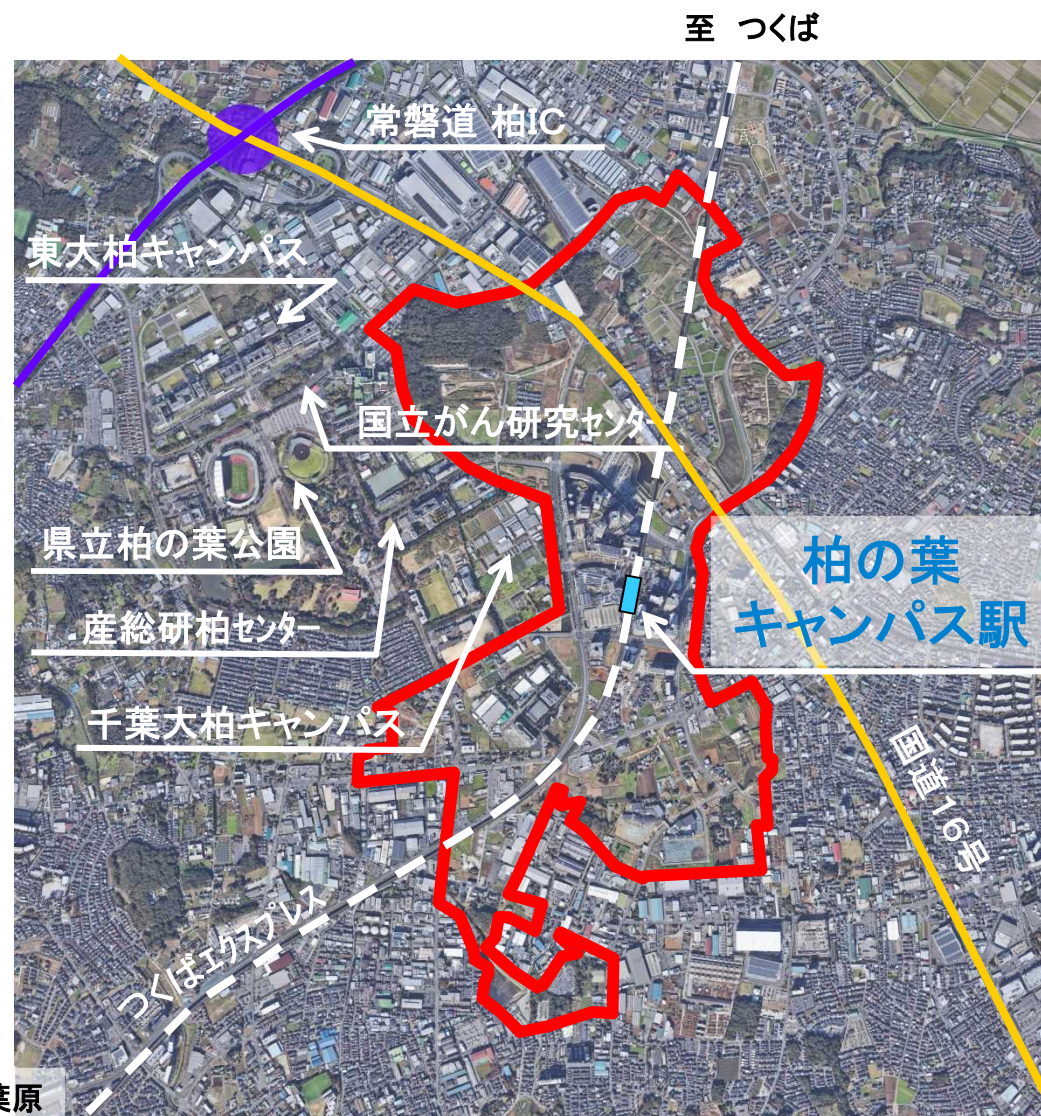 至 つくば
常磐道 柏IC
東大柏キャンパス
国立がん研究センター
県立柏の葉公園
柏の葉
キャンパス駅
産総研柏センター
千葉大柏キャンパス
国道16号
つくばエクスプレス
葉原